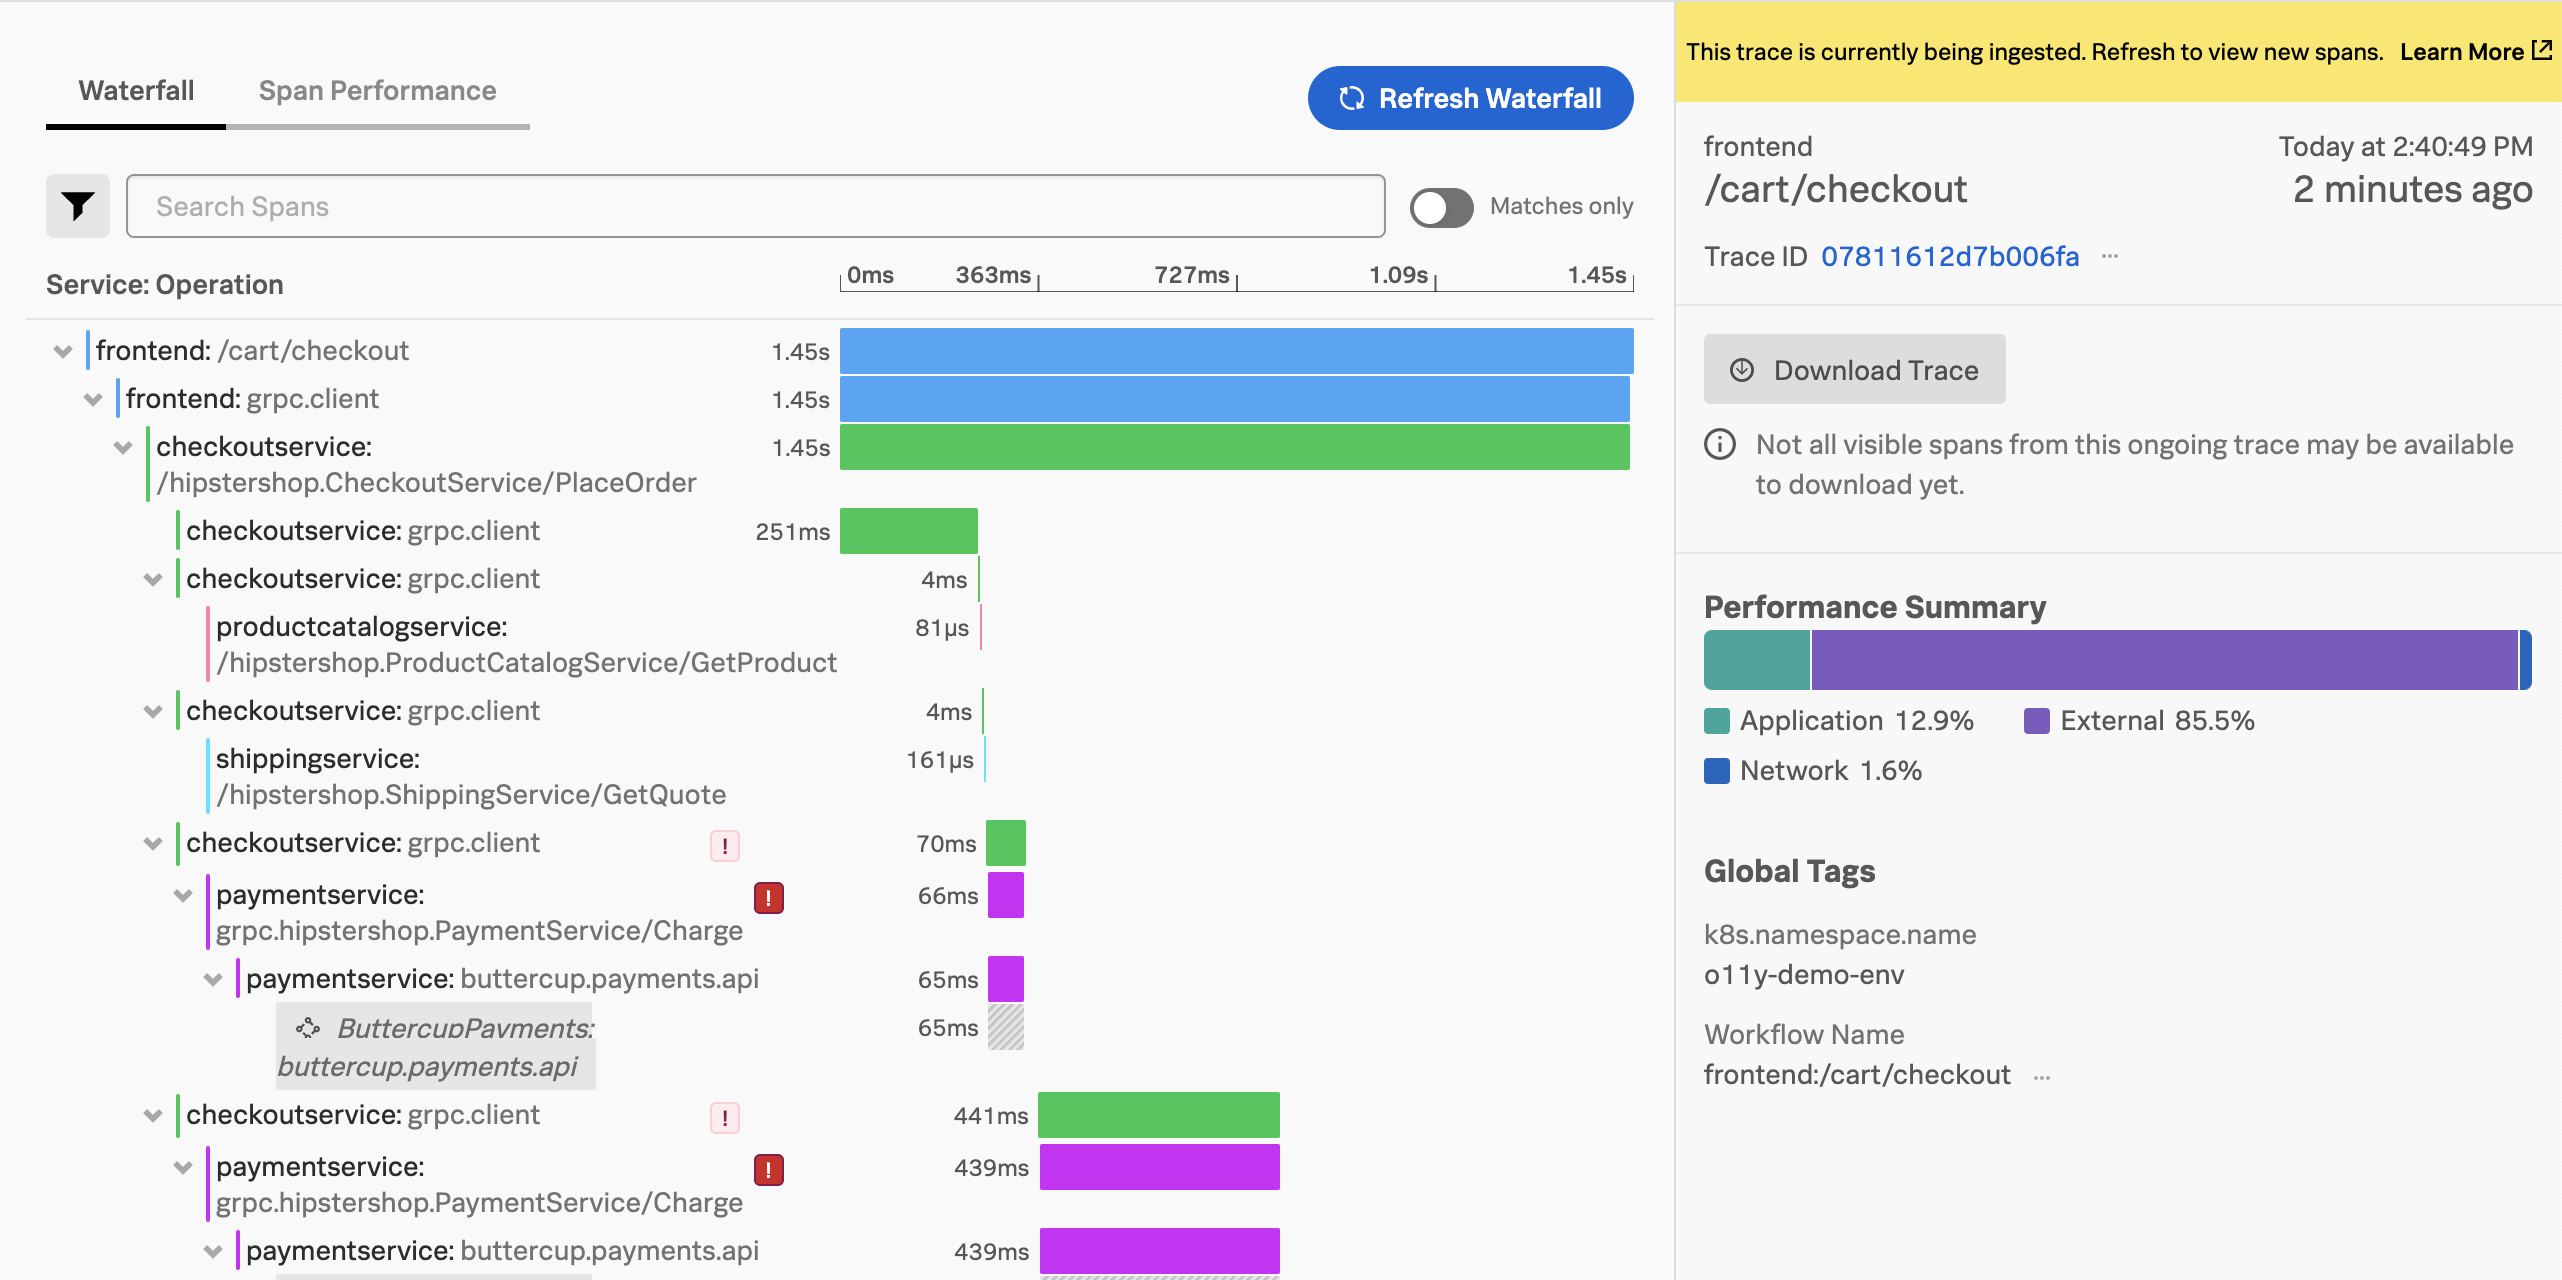 This trace is currently being ingested. Refresh to view new spans. Learn More
Waterfall
Span Performance
Refresh Waterfall
Search Spans
Matches only
Service: Operation
0ms 363ms 727ms 1.09s 1.45s
frontend: /cart/checkout 1.45s
frontend: grpc.client 1.45s
checkoutservice: 1.45s
/hipstershop.CheckoutService/PlaceOrder
checkoutservice: grpc.client 251ms
checkoutservice: grpc.client 4ms
productcatalogservice: 81µs
/hipstershop.ProductCatalogService/GetProduct
checkoutservice: grpc.client 4ms
shippingservice: 161µs
/hipstershop.ShippingService/GetQuote
checkoutservice: grpc.client ! 70ms
paymentservice: ! 66ms
grpc.hipstershop.PaymentService/Charge
paymentservice: buttercup.payments.api 65ms
ButtercupPayments: 65ms
buttercup.payments.api
checkoutservice: grpc.client ! 441ms
paymentservice: ! 439ms
grpc.hipstershop.PaymentService/Charge
paymentservice: buttercup.payments.api 439ms
frontend Today at 2:40:49 PM
/cart/checkout 2 minutes ago
Trace ID 07811612d7b006fa ...
Download Trace
Not all visible spans from this ongoing trace may be available
to download yet.
Performance Summary
Application 12.9% External 85.5%
Network 1.6%
Global Tags
k8s.namespace.name
o11y-demo-env
Workflow Name
frontend:/cart/checkout ...